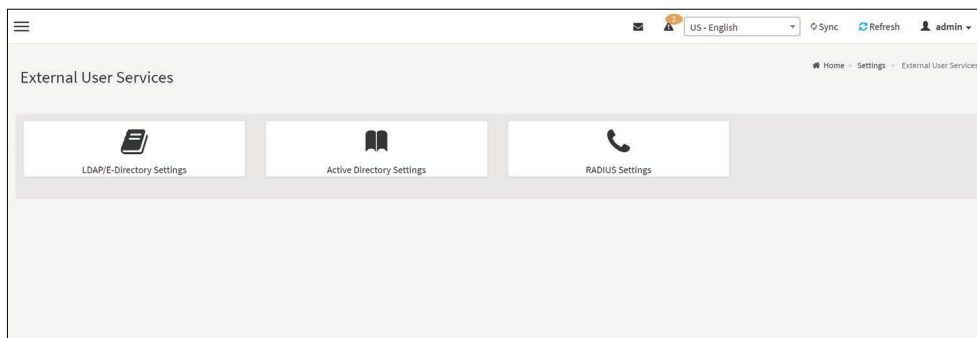 2
US - English Sync Refresh admin
Home > Settings > External User Services
External User Services
LDAP/E-Directory Settings Active Directory Settings RADIUS Settings